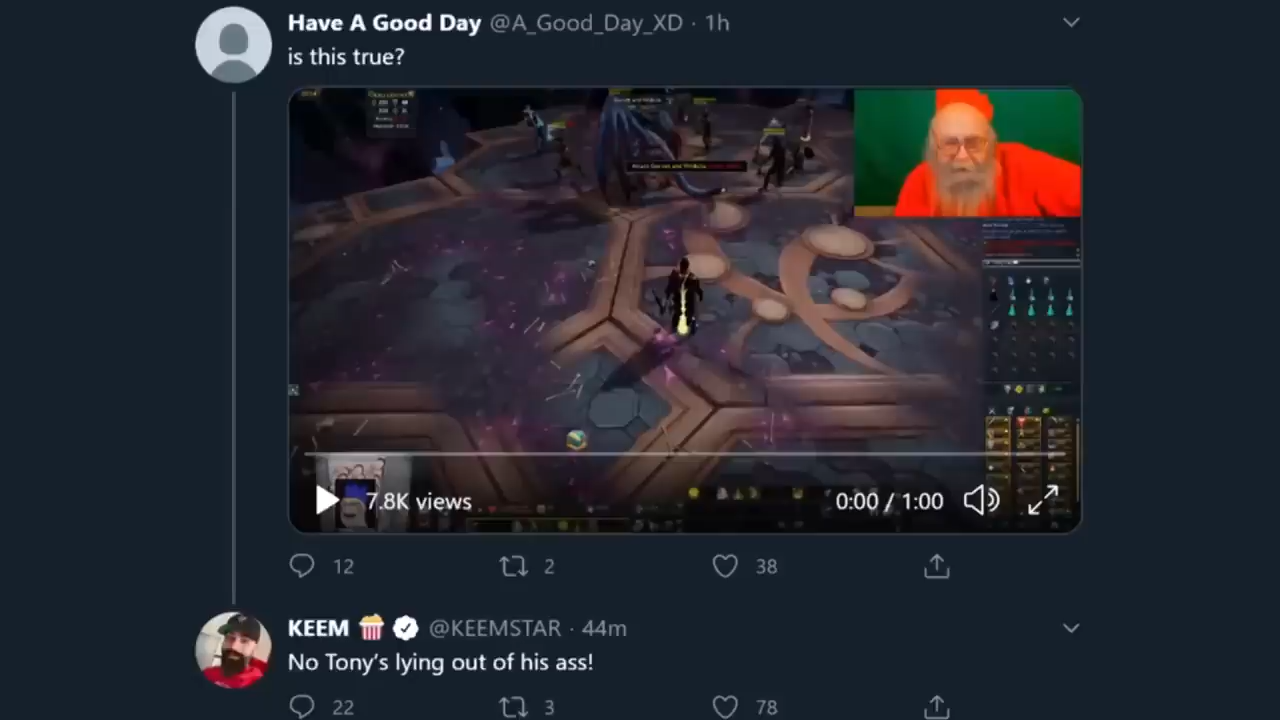 Have A Good Day @A_Good_Day_XD · 1h
is this true?
7.8K views
0:00 / 1:00
12
2
38
KEEM 🍿 @KEEMSTAR · 44m
No Tony's lying out of his ass!
22
3
78